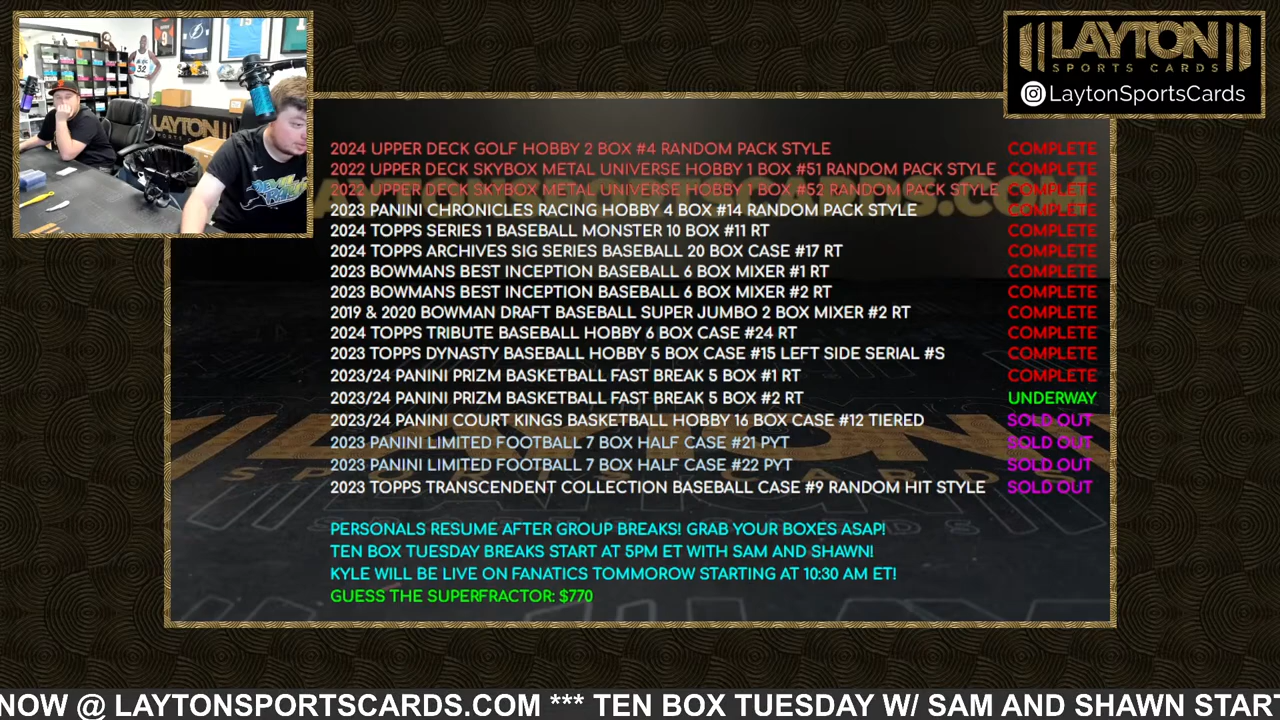 LAYTON
SPORTS CARDS
LaytonSportsCards
LAYTON
32
9
2024 UPPER DECK GOLF HOBBY 2 BOX #4 RANDOM PACK STYLE COMPLETE
2022 UPPER DECK SKYBOX METAL UNIVERSE HOBBY 1 BOX #51 RANDOM PACK STYLE COMPLETE
2022 UPPER DECK SKYBOX METAL UNIVERSE HOBBY 1 BOX #52 RANDOM PACK STYLE COMPLETE
2023 PANINI CHRONICLES RACING HOBBY 4 BOX #14 RANDOM PACK STYLE COMPLETE
2024 TOPPS SERIES 1 BASEBALL MONSTER 10 BOX #11 RT COMPLETE
2024 TOPPS ARCHIVES SIG SERIES BASEBALL 20 BOX CASE #17 RT COMPLETE
2023 BOWMANS BEST INCEPTION BASEBALL 6 BOX MIXER #1 RT COMPLETE
2023 BOWMANS BEST INCEPTION BASEBALL 6 BOX MIXER #2 RT COMPLETE
2019 & 2020 BOWMAN DRAFT BASEBALL SUPER JUMBO 2 BOX MIXER #2 RT COMPLETE
2024 TOPPS TRIBUTE BASEBALL HOBBY 6 BOX CASE #24 RT COMPLETE
2023 TOPPS DYNASTY BASEBALL HOBBY 5 BOX CASE #15 LEFT SIDE SERIAL #S COMPLETE
2023/24 PANINI PRIZM BASKETBALL FAST BREAK 5 BOX #1 RT COMPLETE
2023/24 PANINI PRIZM BASKETBALL FAST BREAK 5 BOX #2 RT UNDERWAY
2023/24 PANINI COURT KINGS BASKETBALL HOBBY 16 BOX CASE #12 TIERED SOLD OUT
2023 PANINI LIMITED FOOTBALL 7 BOX HALF CASE #21 PYT SOLD OUT
2023 PANINI LIMITED FOOTBALL 7 BOX HALF CASE #22 PYT SOLD OUT
2023 TOPPS TRANSCENDENT COLLECTION BASEBALL CASE #9 RANDOM HIT STYLE SOLD OUT
PERSONALS RESUME AFTER GROUP BREAKS! GRAB YOUR BOXES ASAP!
TEN BOX TUESDAY BREAKS START AT 5PM ET WITH SAM AND SHAWN!
KYLE WILL BE LIVE ON FANATICS TOMMOROW STARTING AT 10:30 AM ET!
GUESS THE SUPERFRACTOR: $770
NOW @ LAYTONSPORTSCARDS.COM *** TEN BOX TUESDAY W/ SAM AND SHAWN START